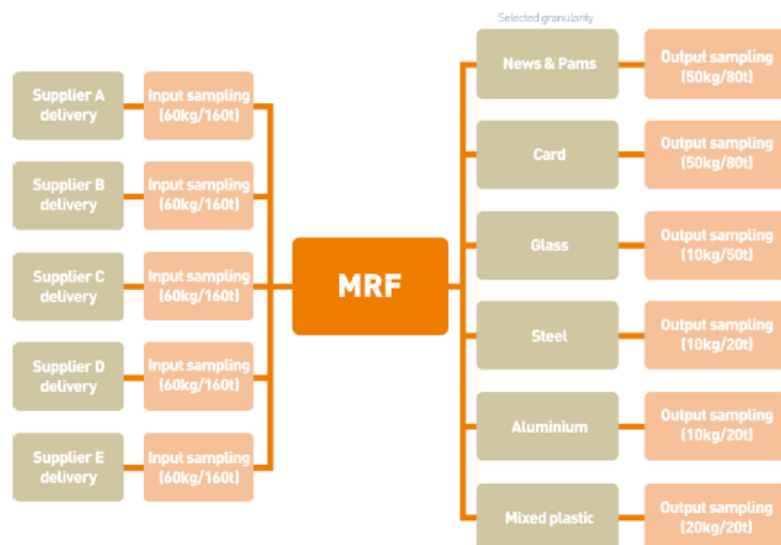 Selected granularity
Supplier A
delivery
Input sampling
(60kg/160t)
Supplier B
delivery
Input sampling
(60kg/160t)
Supplier C
delivery
Input sampling
(60kg/160t)
Supplier D
delivery
Input sampling
(60kg/160t)
Supplier E
delivery
Input sampling
(60kg/160t)
MRF
News & Pams
Output sampling
(50kg/80t)
Card
Output sampling
(50kg/80t)
Glass
Output sampling
(10kg/50t)
Steel
Output sampling
(10kg/20t)
Aluminium
Output sampling
(10kg/20t)
Mixed plastic
Output sampling
(20kg/20t)